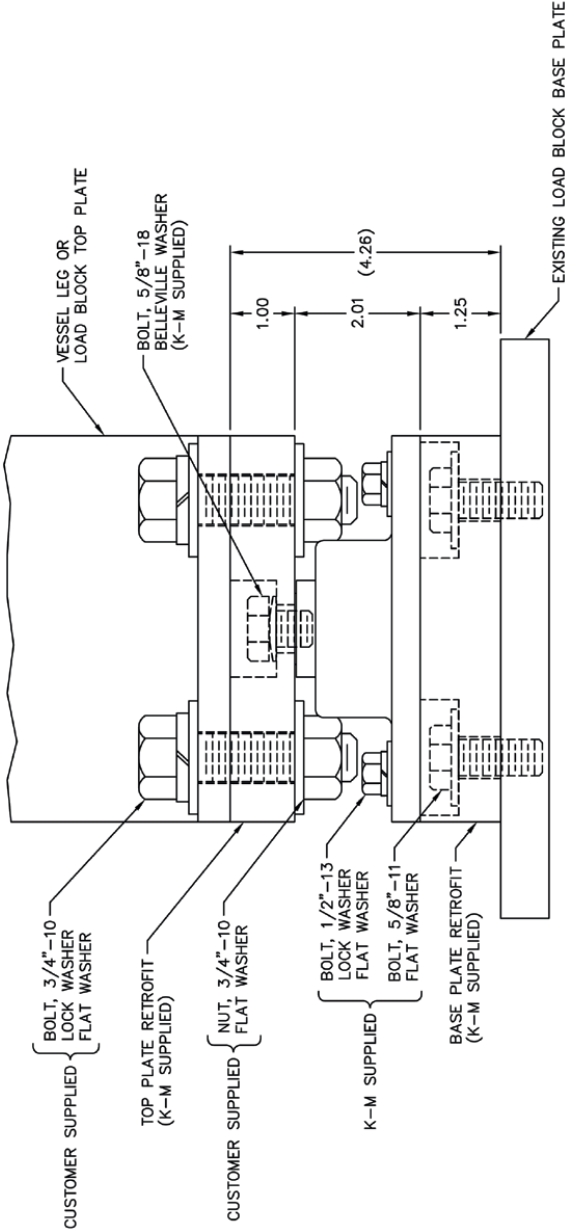 VESSEL LEG OR
LOAD BLOCK TOP PLATE
BOLT, 5/8"-18
BELLEVILLE WASHER
(K-M SUPPLIED)
1.00
2.01
1.25
(4.26)
EXISTING LOAD BLOCK BASE PLATE
CUSTOMER SUPPLIED
BOLT, 3/4"-10
LOCK WASHER
FLAT WASHER
TOP PLATE RETROFIT
(K-M SUPPLIED)
CUSTOMER SUPPLIED
NUT, 3/4"-10
FLAT WASHER
K-M SUPPLIED
BOLT, 1/2"-13
LOCK WASHER
FLAT WASHER
BOLT, 5/8"-11
FLAT WASHER
BASE PLATE RETROFIT
(K-M SUPPLIED)